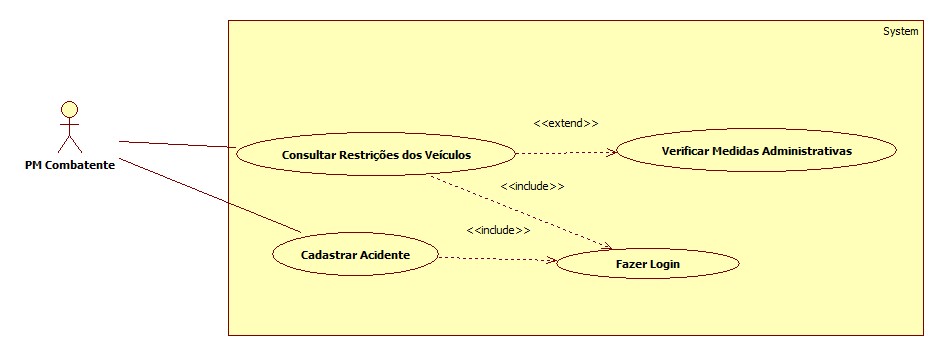 System
<<extend>>
PM Combatente
Consultar Restrições dos Veículos
Verificar Medidas Administrativas
<<include>>
<<include>>
Cadastrar Acidente
Fazer Login